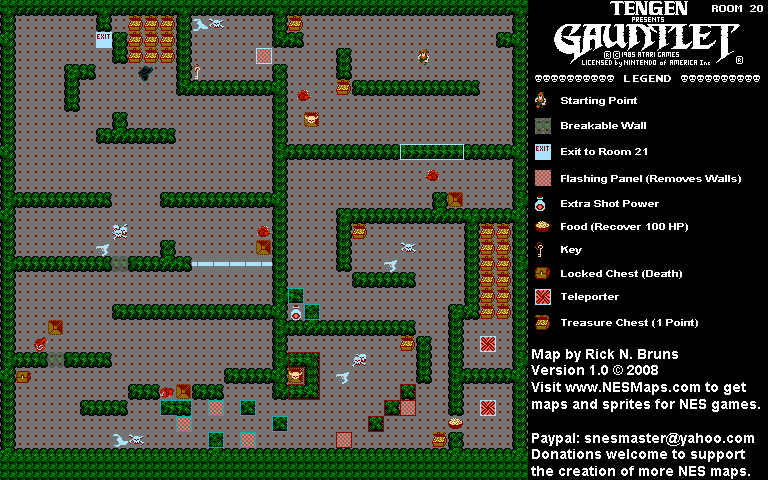 EXIT
TENGEN
ROOM 20
PRESENTS
GAUNTLET
® © 1985 ATARI GAMES ®
LICENSED by NINTENDO of AMERICA Inc
LEGEND
Starting Point
Breakable Wall
EXIT
Exit to Room 21
Flashing Panel (Removes Walls)
Extra Shot Power
Food (Recover 100 HP)
Key
Locked Chest (Death)
Teleporter
Treasure Chest (1 Point)
Map by Rick N. Bruns
Version 1.0 © 2008
Visit www.NESMaps.com to get
maps and sprites for NES games.
Paypal: snesmaster@yahoo.com
Donations welcome to support
the creation of more NES maps.